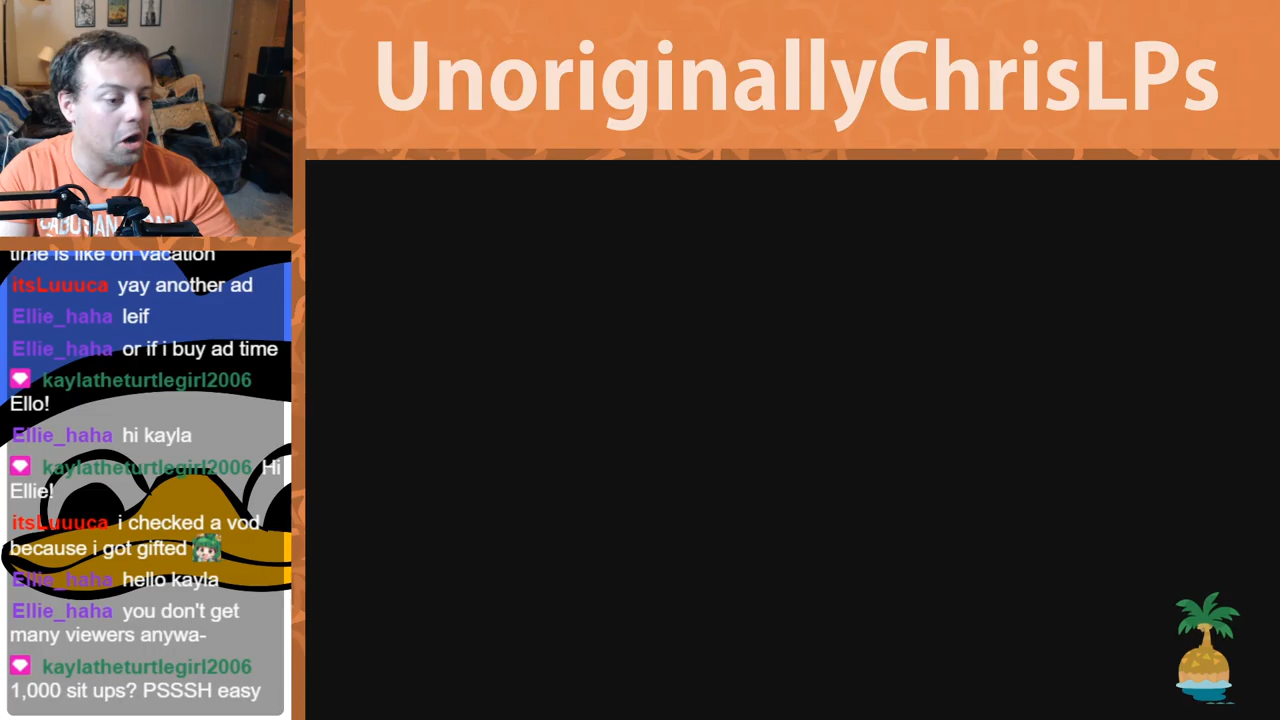 UnoriginallyChrisLPs
time is like on vacation
itsLuuuca yay another ad
Ellie_haha leif
Ellie_haha or if i buy ad time
kaylatheturtlegirl2006
Ello!
Ellie_haha hi kayla
kaylatheturtlegirl2006 Hi
Ellie!
itsLuuuca i checked a vod
because i got gifted
Ellie_haha hello kayla
Ellie_haha you don't get
many viewers anywa-
kaylatheturtlegirl2006
1,000 sit ups? PSSSH easy